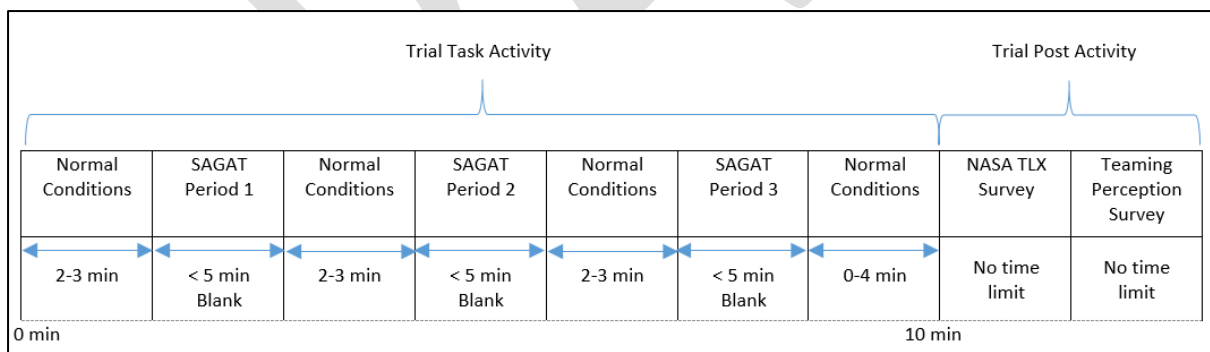 Trial Task Activity
Trial Post Activity
Normal
Conditions
SAGAT
Period 1
Normal
Conditions
SAGAT
Period 2
Normal
Conditions
SAGAT
Period 3
Normal
Conditions
NASA TLX
Survey
Teaming
Perception
Survey
2-3 min
< 5 min
Blank
2-3 min
< 5 min
Blank
2-3 min
< 5 min
Blank
0-4 min
No time
limit
No time
limit
0 min
10 min